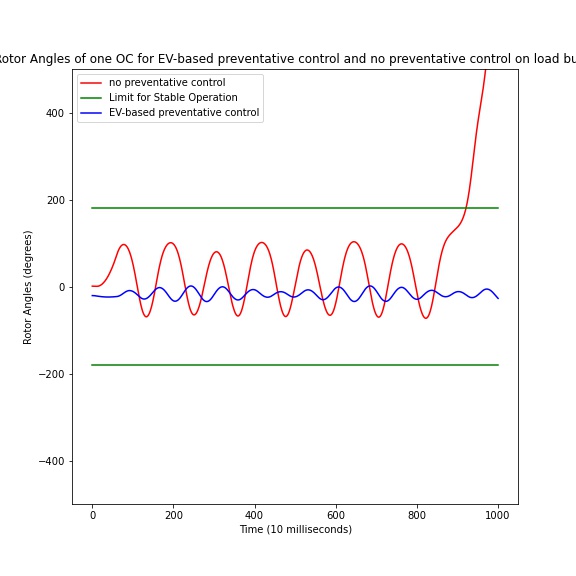 Rotor Angles of one OC for EV-based preventative control and no preventative control on load bu
no preventative control
Limit for Stable Operation
EV-based preventative control
400
200
0
−200
−400
Rotor Angles (degrees)
0 200 400 600 800 1000
Time (10 milliseconds)